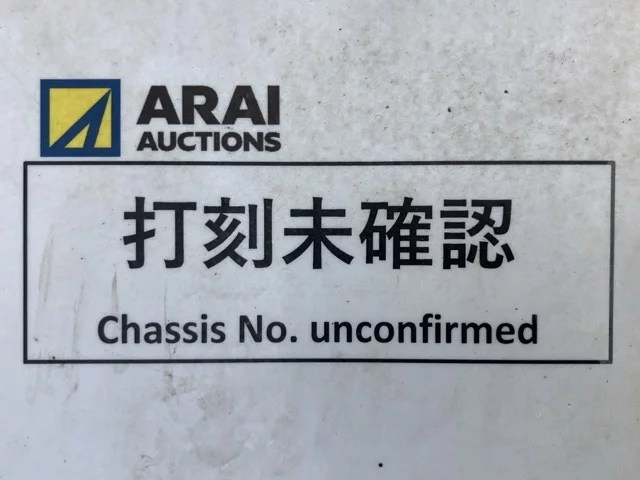 ARAI
AUCTIONS
打刻未確認
Chassis No. unconfirmed